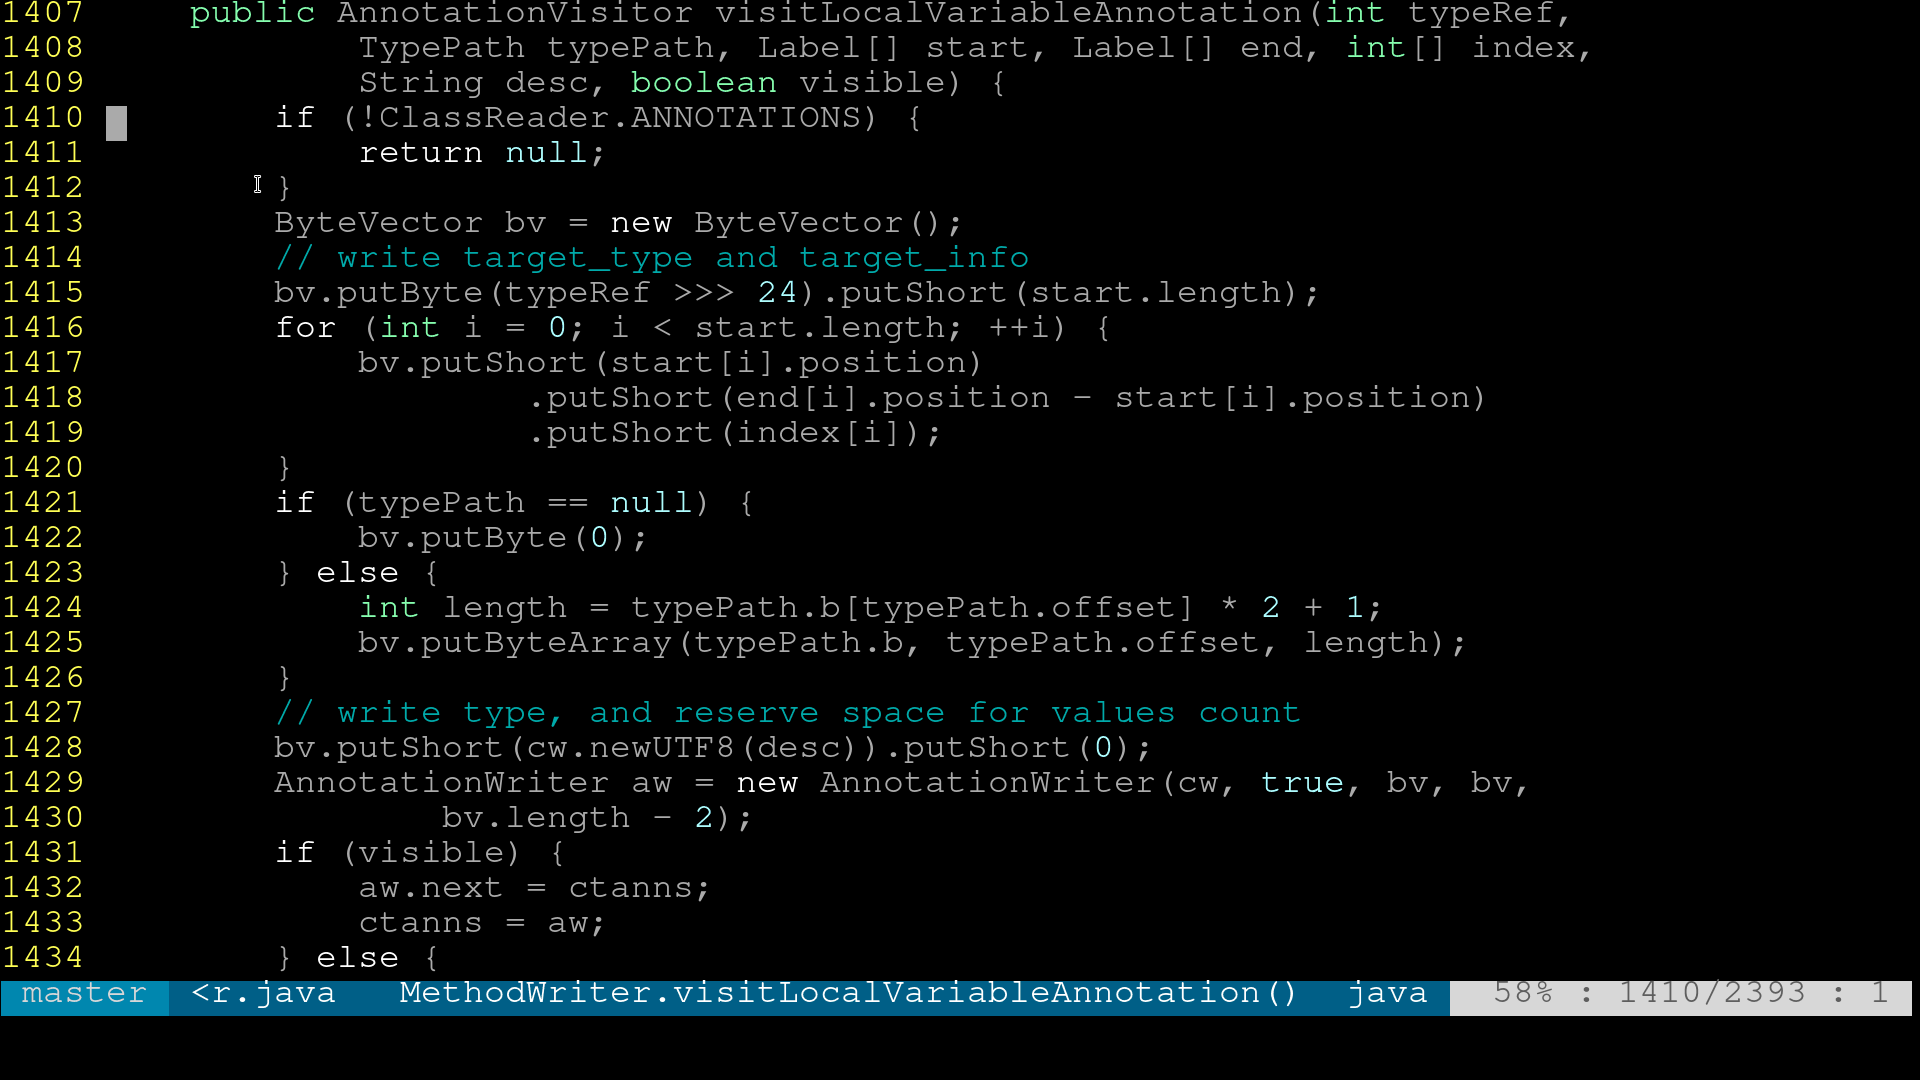 1407     public AnnotationVisitor visitLocalVariableAnnotation(int typeRef,
1408             TypePath typePath, Label[] start, Label[] end, int[] index,
1409             String desc, boolean visible) {
1410         if (!ClassReader.ANNOTATIONS) {
1411             return null;
1412         }
1413         ByteVector bv = new ByteVector();
1414         // write target_type and target_info
1415         bv.putByte(typeRef >>> 24).putShort(start.length);
1416         for (int i = 0; i < start.length; ++i) {
1417             bv.putShort(start[i].position)
1418                     .putShort(end[i].position - start[i].position)
1419                     .putShort(index[i]);
1420         }
1421         if (typePath == null) {
1422             bv.putByte(0);
1423         } else {
1424             int length = typePath.b[typePath.offset] * 2 + 1;
1425             bv.putByteArray(typePath.b, typePath.offset, length);
1426         }
1427         // write type, and reserve space for values count
1428         bv.putShort(cw.newUTF8(desc)).putShort(0);
1429         AnnotationWriter aw = new AnnotationWriter(cw, true, bv, bv,
1430                 bv.length - 2);
1431         if (visible) {
1432             aw.next = ctanns;
1433             ctanns = aw;
1434         } else {
master  <r.java   MethodWriter.visitLocalVariableAnnotation()  java  58% : 1410/2393 : 1